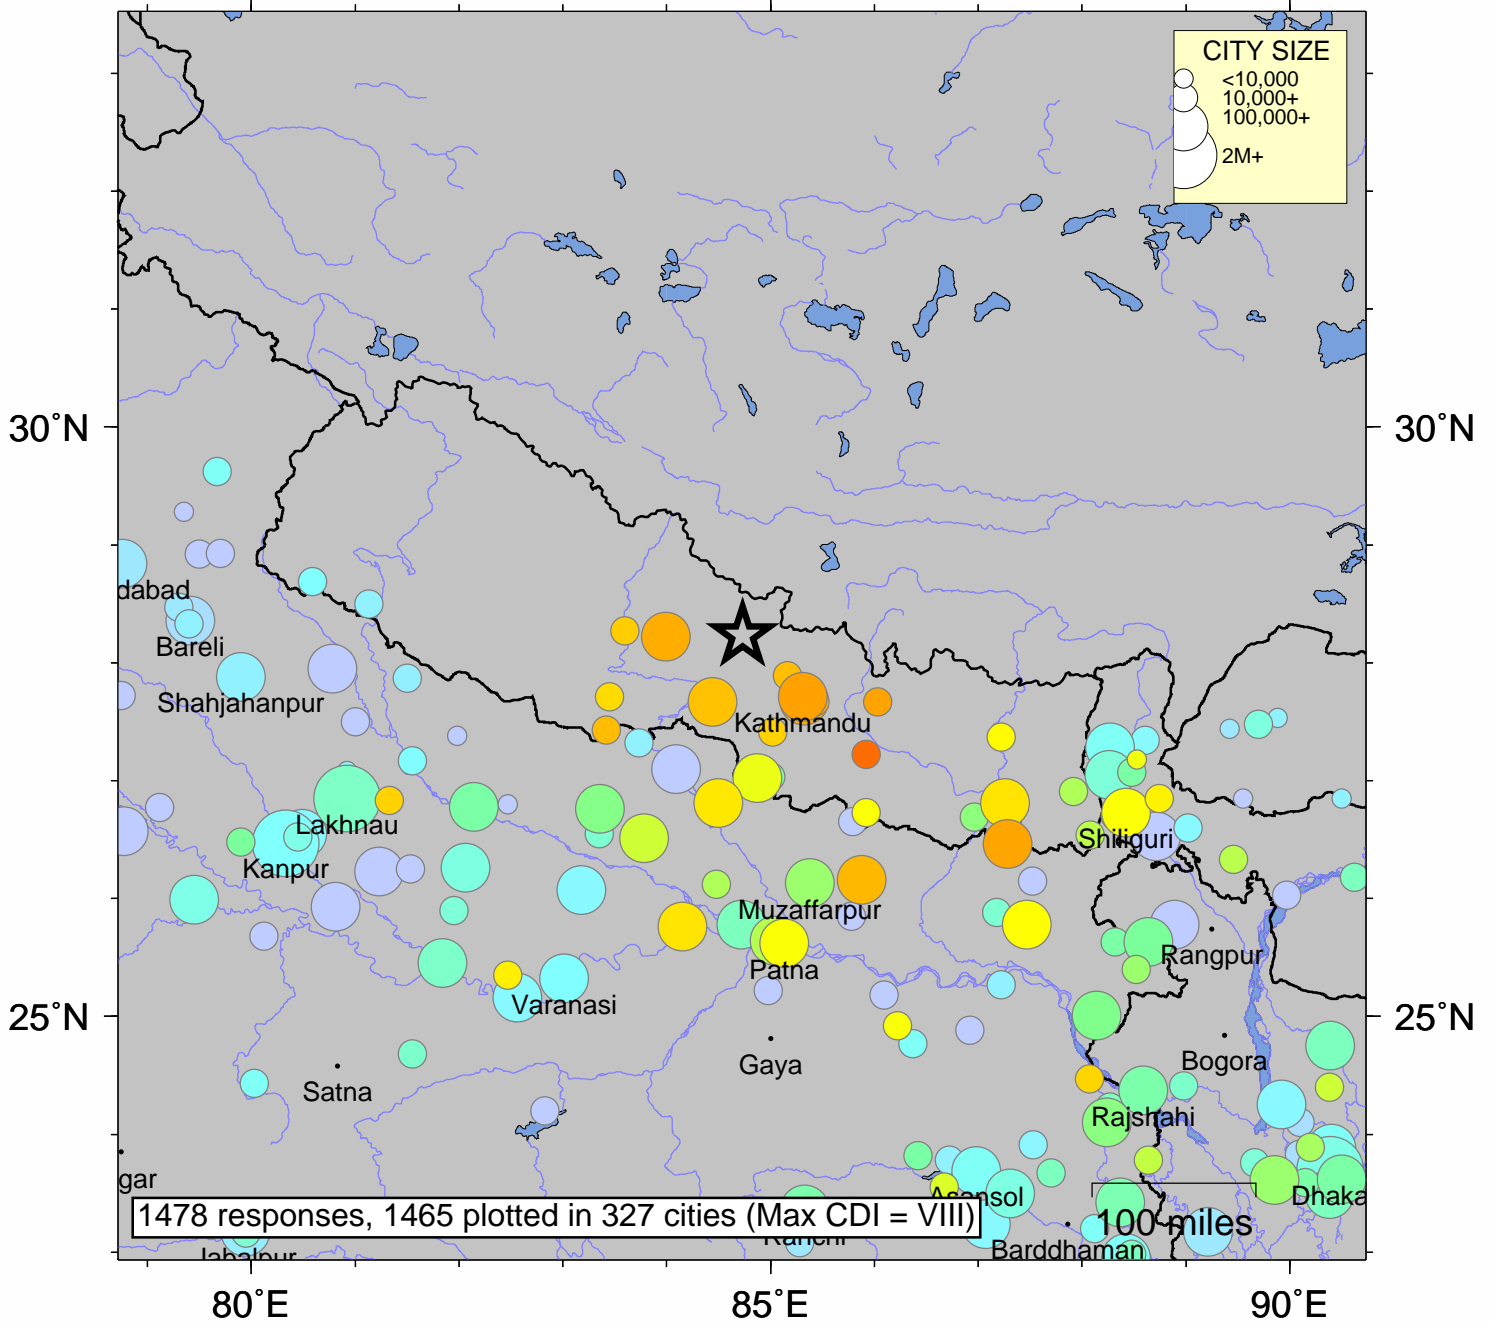 CITY SIZE
<10,000
10,000+
100,000+
2M+
30°N
30°N
dabad
Bareli
Shahjahanpur
Kathmandu
Lakhnau
Shiliguri
Kanpur
Muzaffarpur
Rangpur
Patna
Varanasi
25°N
25°N
Gaya
Bogora
Satna
Rajshahi
gar
Asansol
Dhaka
1478 responses, 1465 plotted in 327 cities (Max CDI = VIII)
100 miles
Ranchi
Barddhaman
Jabalpur
80°E
85°E
90°E